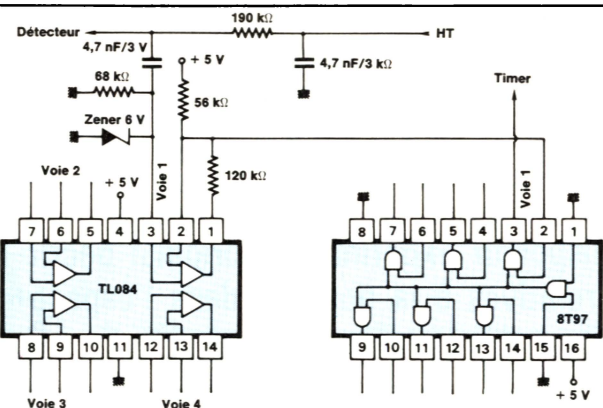 190 kΩ
Détecteur
HT
4,7 nF/3 V
+ 5 V
4,7 nF/3 kΩ
68 kΩ
56 kΩ
Timer
Zener 6 V
Voie 1
Voie 1
120 kΩ
Voie 2
+ 5 V
7 6 5 4 3 2 1
8 7 6 5 4 3 2 1
TL084
8T97
8 9 10 11 12 13 14
9 10 11 12 13 14 15 16
Voie 3
Voie 4
+ 5 V